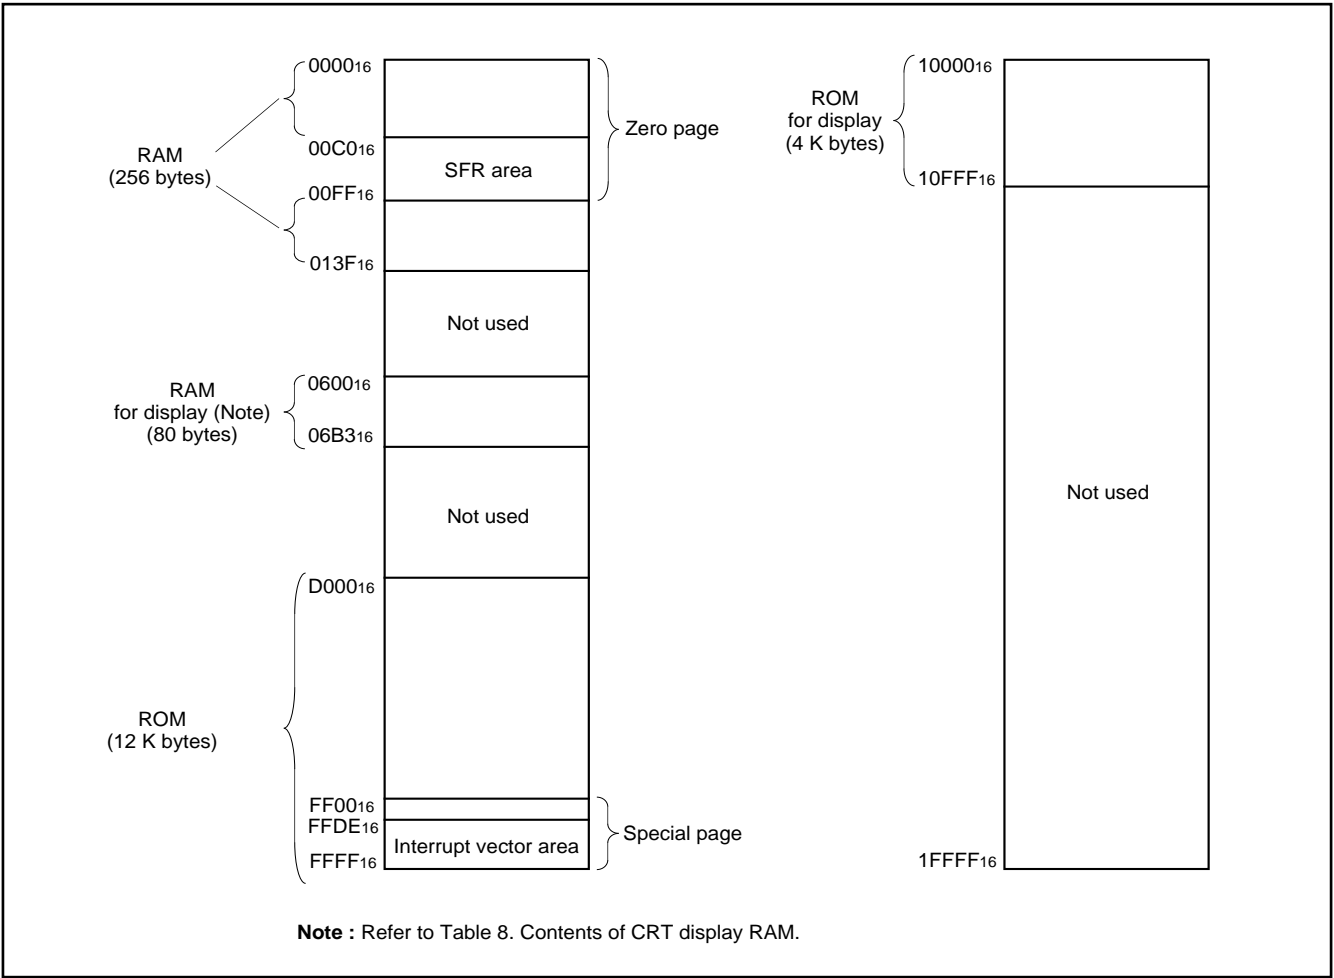 0000₁₆
RAM
(256 bytes)
00C0₁₆
SFR area
00FF₁₆
Zero page
013F₁₆
Not used
RAM
for display (Note)
(80 bytes)
0600₁₆
06B3₁₆
Not used
D000₁₆
ROM
(12 K bytes)
FF00₁₆
FFDE₁₆
Interrupt vector area
FFFF₁₆
Special page
10000₁₆
ROM
for display
(4 K bytes)
10FFF₁₆
Not used
1FFFF₁₆
Note : Refer to Table 8. Contents of CRT display RAM.